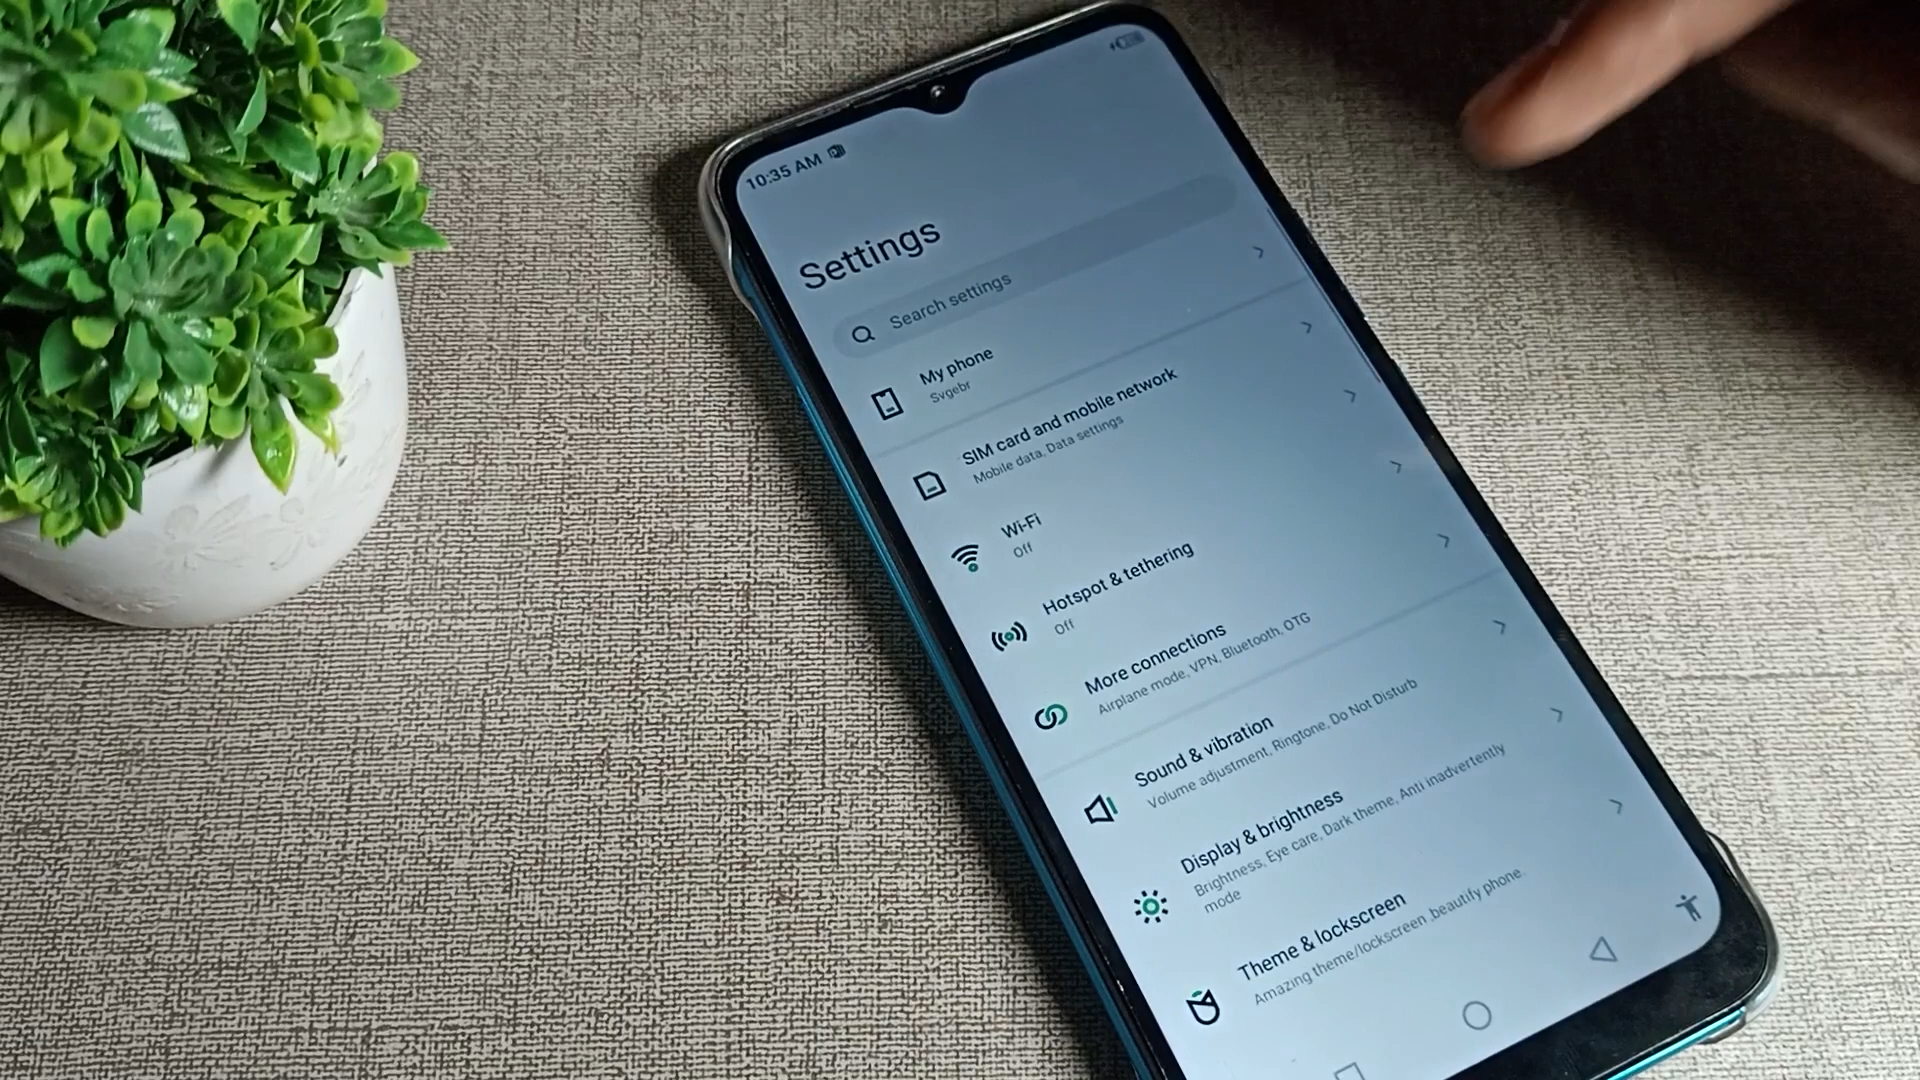 10:35 AM
Settings
Search settings
My phone
Svgebr
SIM card and mobile network
Mobile data, Data settings
Wi-Fi
Off
Hotspot & tethering
Off
More connections
Airplane mode, VPN, Bluetooth, OTG
Sound & vibration
Volume adjustment, Ringtone, Do Not Disturb
Display & brightness
Brightness, Eye care, Dark theme, Anti inadvertently
mode
Theme & lockscreen
Amazing theme/lockscreen ,beautify phone.